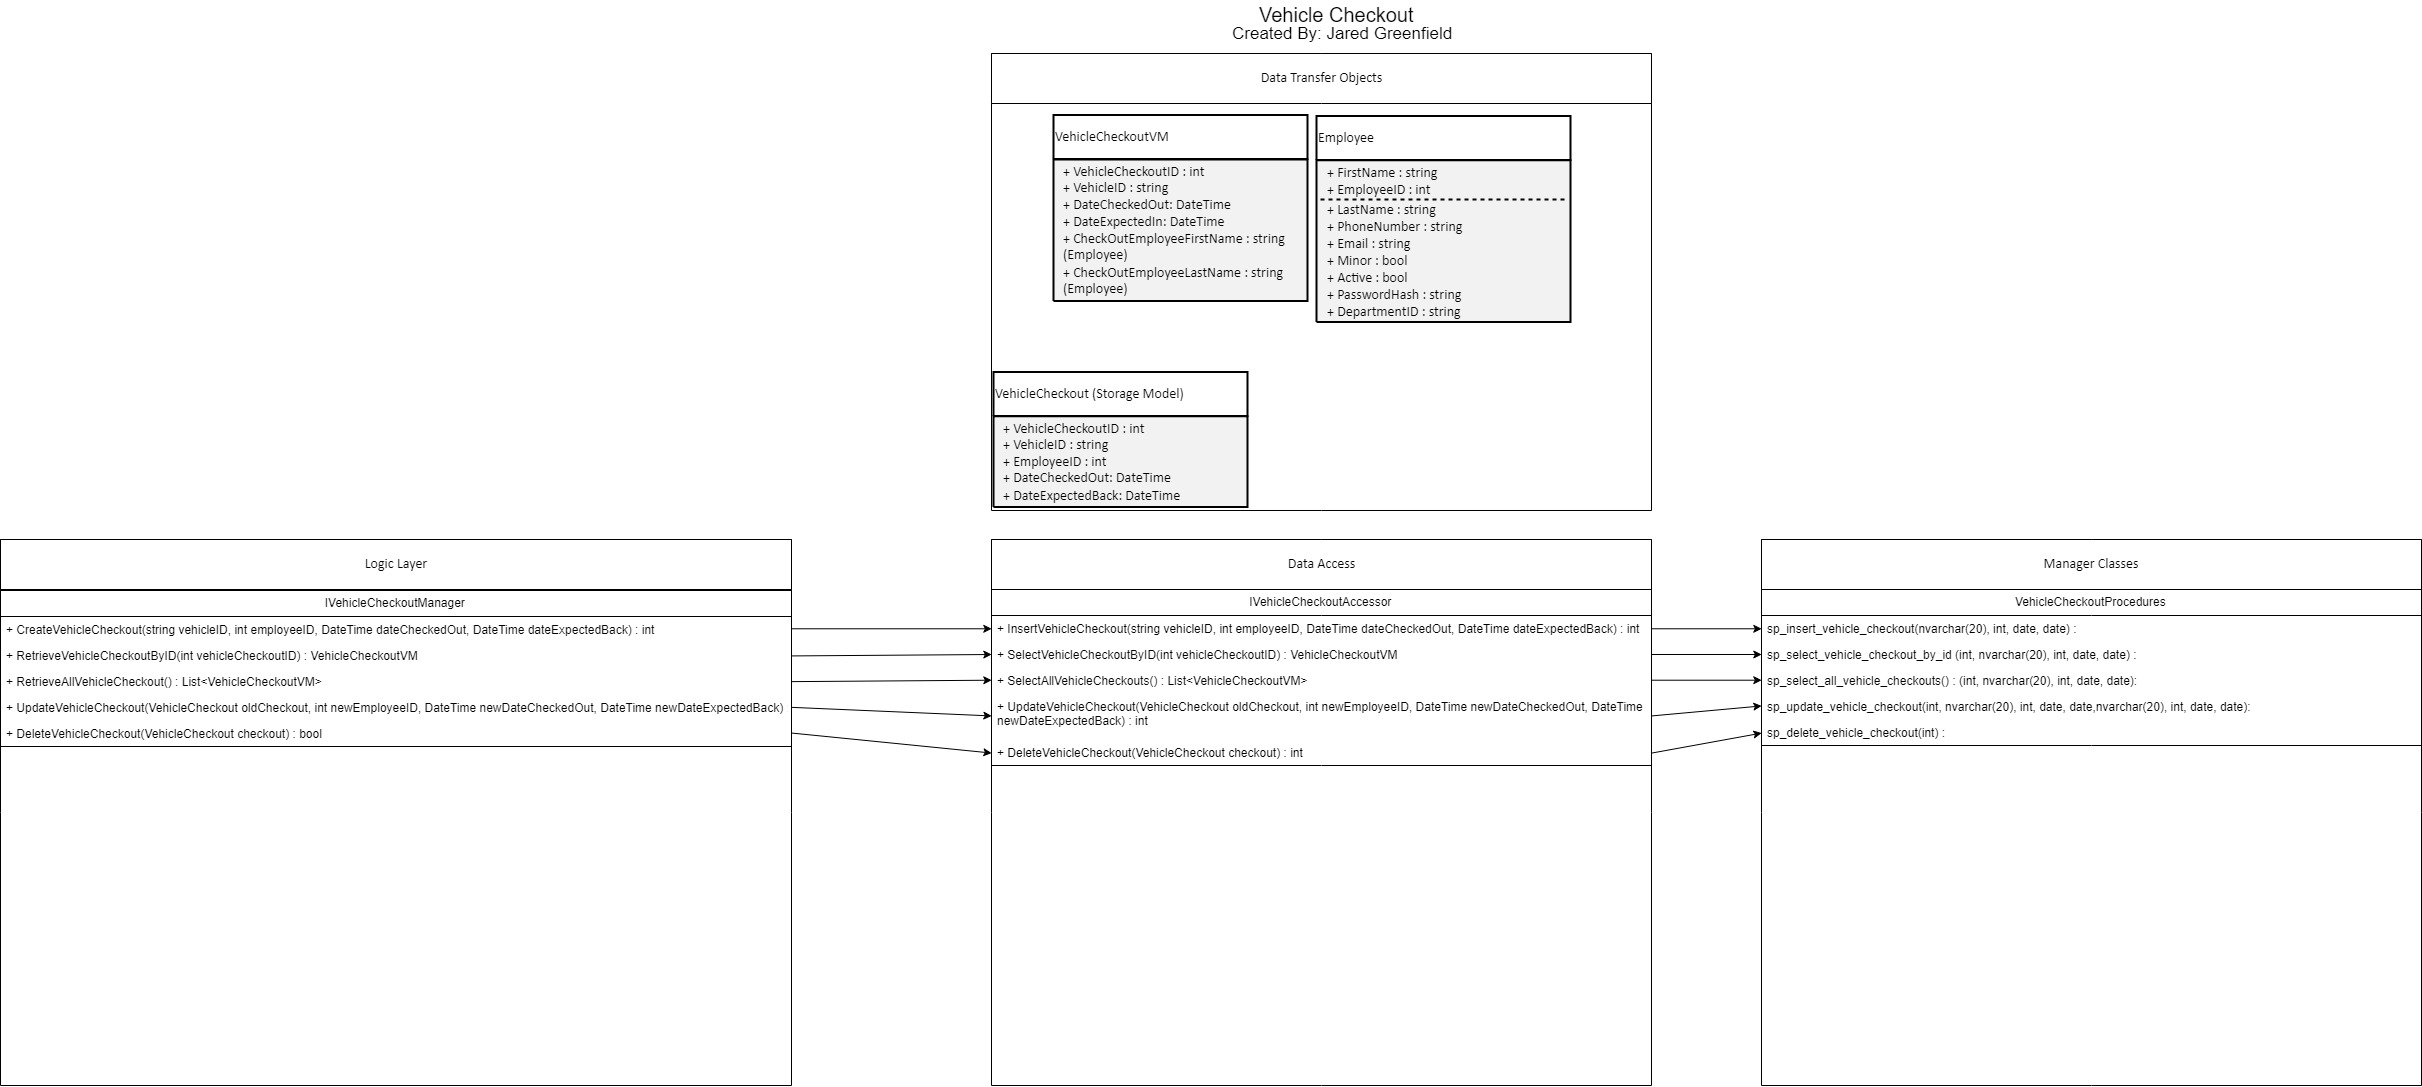 Vehicle Checkout
Created By: Jared Greenfield
Data Transfer Objects
VehicleCheckoutVM
+ VehicleCheckoutID : int
+ VehicleID : string
+ DateCheckedOut: DateTime
+ DateExpectedIn: DateTime
+ CheckOutEmployeeFirstName : string
(Employee)
+ CheckOutEmployeeLastName : string
(Employee)
Employee
+ FirstName : string
+ EmployeeID : int
+ LastName : string
+ PhoneNumber : string
+ Email : string
+ Minor : bool
+ Active : bool
+ PasswordHash : string
+ DepartmentID : string
VehicleCheckout (Storage Model)
+ VehicleCheckoutID : int
+ VehicleID : string
+ EmployeeID : int
+ DateCheckedOut: DateTime
+ DateExpectedBack: DateTime
Logic Layer
IVehicleCheckoutManager
+ CreateVehicleCheckout(string vehicleID, int employeeID, DateTime dateCheckedOut, DateTime dateExpectedBack) : int
+ RetrieveVehicleCheckoutByID(int vehicleCheckoutID) : VehicleCheckoutVM
+ RetrieveAllVehicleCheckout() : List<VehicleCheckoutVM>
+ UpdateVehicleCheckout(VehicleCheckout oldCheckout, int newEmployeeID, DateTime newDateCheckedOut, DateTime newDateExpectedBack)
+ DeleteVehicleCheckout(VehicleCheckout checkout) : bool
Data Access
IVehicleCheckoutAccessor
+ InsertVehicleCheckout(string vehicleID, int employeeID, DateTime dateCheckedOut, DateTime dateExpectedBack) : int
+ SelectVehicleCheckoutByID(int vehicleCheckoutID) : VehicleCheckoutVM
+ SelectAllVehicleCheckouts() : List<VehicleCheckoutVM>
+ UpdateVehicleCheckout(VehicleCheckout oldCheckout, int newEmployeeID, DateTime newDateCheckedOut, DateTime
newDateExpectedBack) : int
+ DeleteVehicleCheckout(VehicleCheckout checkout) : int
Manager Classes
VehicleCheckoutProcedures
sp_insert_vehicle_checkout(nvarchar(20), int, date, date) :
sp_select_vehicle_checkout_by_id (int, nvarchar(20), int, date, date) :
sp_select_all_vehicle_checkouts() : (int, nvarchar(20), int, date, date):
sp_update_vehicle_checkout(int, nvarchar(20), int, date, date,nvarchar(20), int, date, date):
sp_delete_vehicle_checkout(int) :